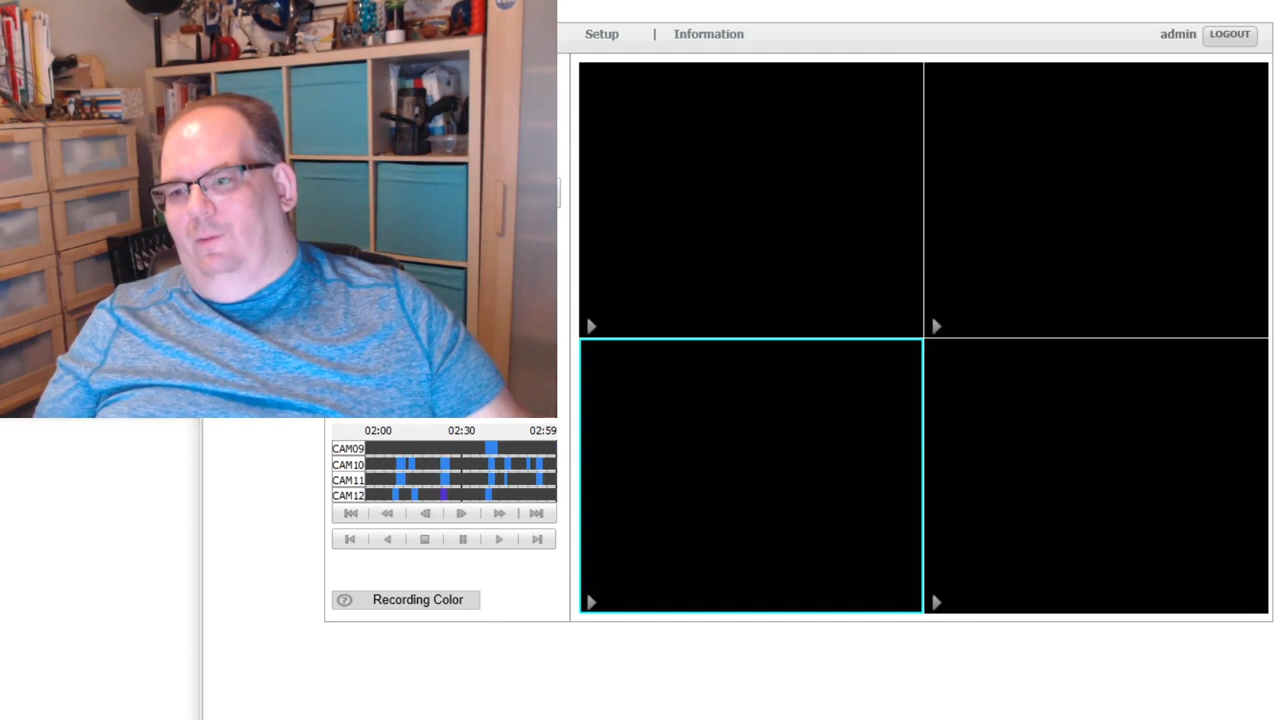 Setup | Information
admin LOGOUT
02:00 02:30 02:59
CAM09
CAM10
CAM11
CAM12
? Recording Color